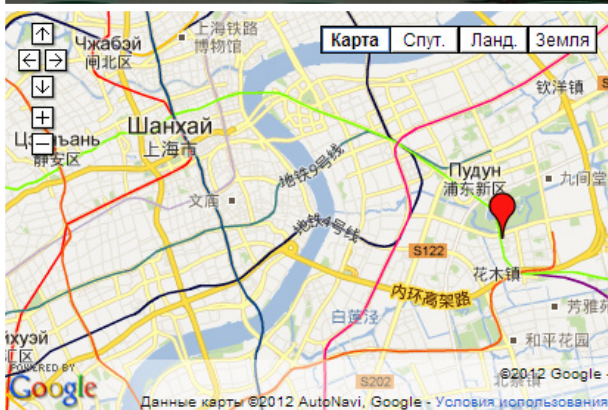 上海铁路
博物馆
Чжабэй
闸北区
Карта
Спут.
Ланд.
Земля
钦洋镇
Шанхай
上海市
静安区
地铁9号线
Пудун
浦东新区
九间堂
文庙
地铁4号线
S122
花木镇
内环高架路
白莲泾
芳雅苑
йхуэй
汇区
和平花园
POWERED BY
Google
S202
©2012 Google -
Данные карты ©2012 AutoNavi, Google - Условия использования